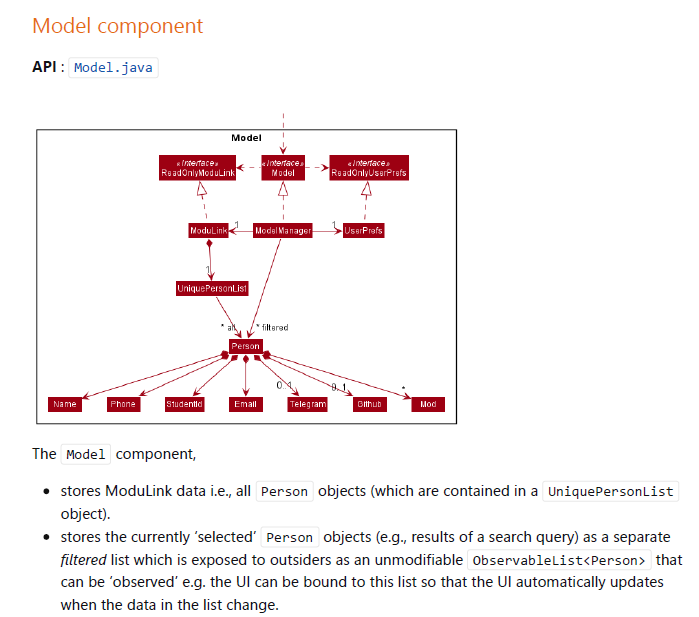 Model component
API : Model.java
Model
«Interface» ReadOnlyModuLink
«Interface» Model
«Interface» ReadOnlyUserPrefs
ModuLink 1 ModelManager 1 UserPrefs
1
UniquePersonList
* all * filtered
Person
0..1 0..1 *
Name Phone StudentId Email Telegram Github Mod
The Model component,
• stores ModuLink data i.e., all Person objects (which are contained in a UniquePersonList
object).
• stores the currently ‘selected’ Person objects (e.g., results of a search query) as a separate
filtered list which is exposed to outsiders as an unmodifiable ObservableList<Person> that
can be ‘observed’ e.g. the UI can be bound to this list so that the UI automatically updates
when the data in the list change.